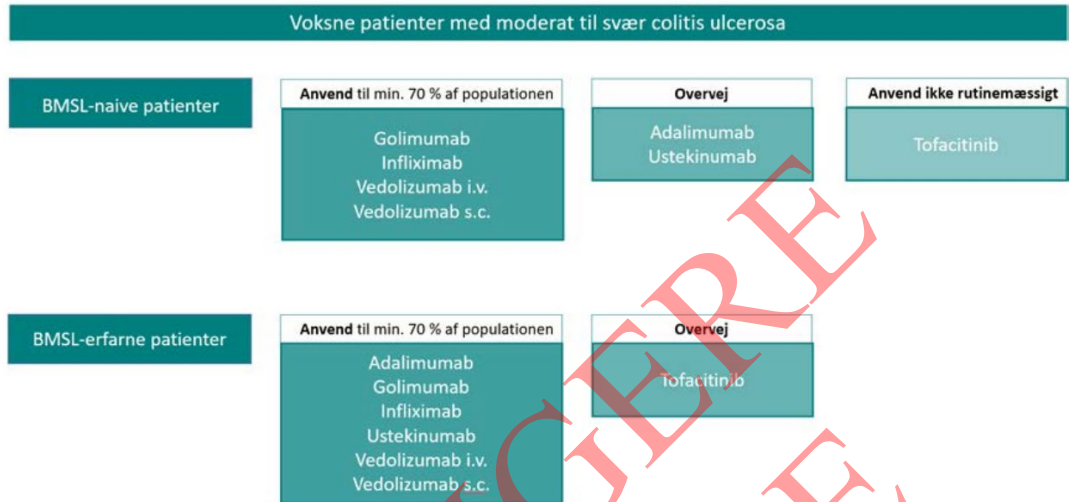 Voksne patienter med moderat til svær colitis ulcerosa
BMSL-naive patienter
Anvend til min. 70 % af populationen
Golimumab
Infliximab
Vedolizumab i.v.
Vedolizumab s.c.
Overvej
Adalimumab
Ustekinumab
Anvend ikke rutinemæssigt
Tofacitinib
BMSL-erfarne patienter
Anvend til min. 70 % af populationen
Adalimumab
Golimumab
Infliximab
Ustekinumab
Vedolizumab i.v.
Vedolizumab s.c.
Overvej
Tofacitinib